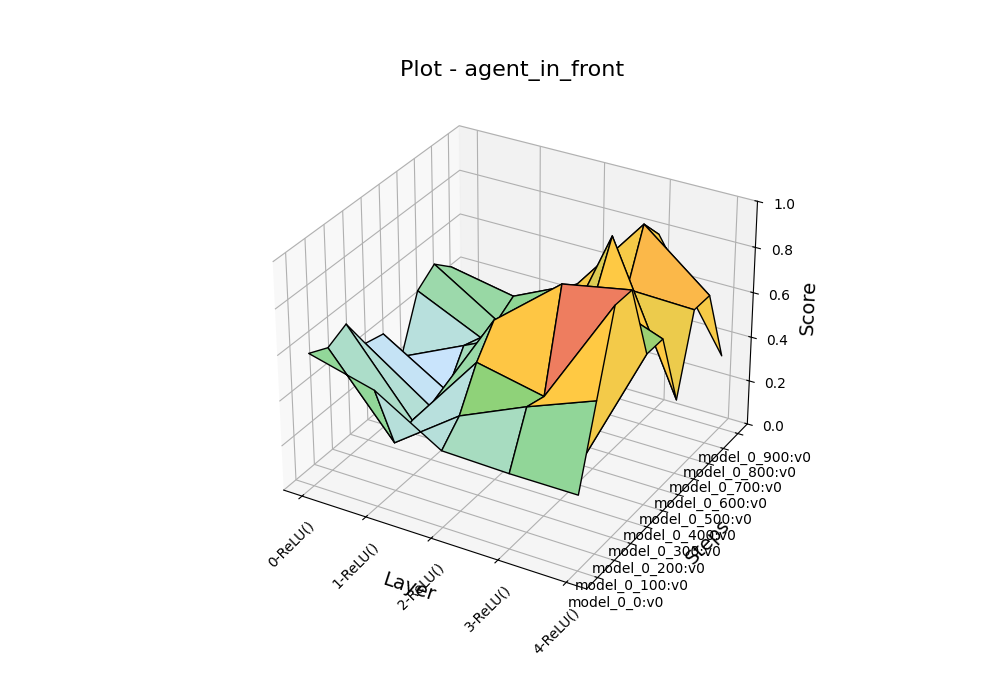 Plot - agent_in_front
1.0
0.8
0.6
0.4
0.2
0.0
Score
model_0_900:v0
model_0_800:v0
model_0_700:v0
model_0_600:v0
model_0_500:v0
model_0_400:v0
model_0_300:v0
model_0_200:v0
model_0_100:v0
model_0_0:v0
Steps
0-ReLU()
1-ReLU()
2-ReLU()
3-ReLU()
4-ReLU()
Layer